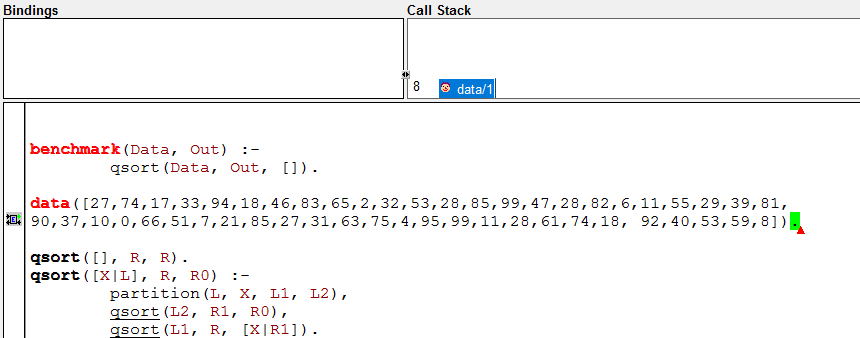 Bindings
Call Stack
8 data/1
benchmark(Data, Out) :-
qsort(Data, Out, []).
data([27,74,17,33,94,18,46,83,65,2,32,53,28,85,99,47,28,82,6,11,55,29,39,81,
90,37,10,0,66,51,7,21,85,27,31,63,75,4,95,99,11,28,61,74,18, 92,40,53,59,8]).
qsort([], R, R).
qsort([X|L], R, R0) :-
partition(L, X, L1, L2),
qsort(L2, R1, R0),
qsort(L1, R, [X|R1]).